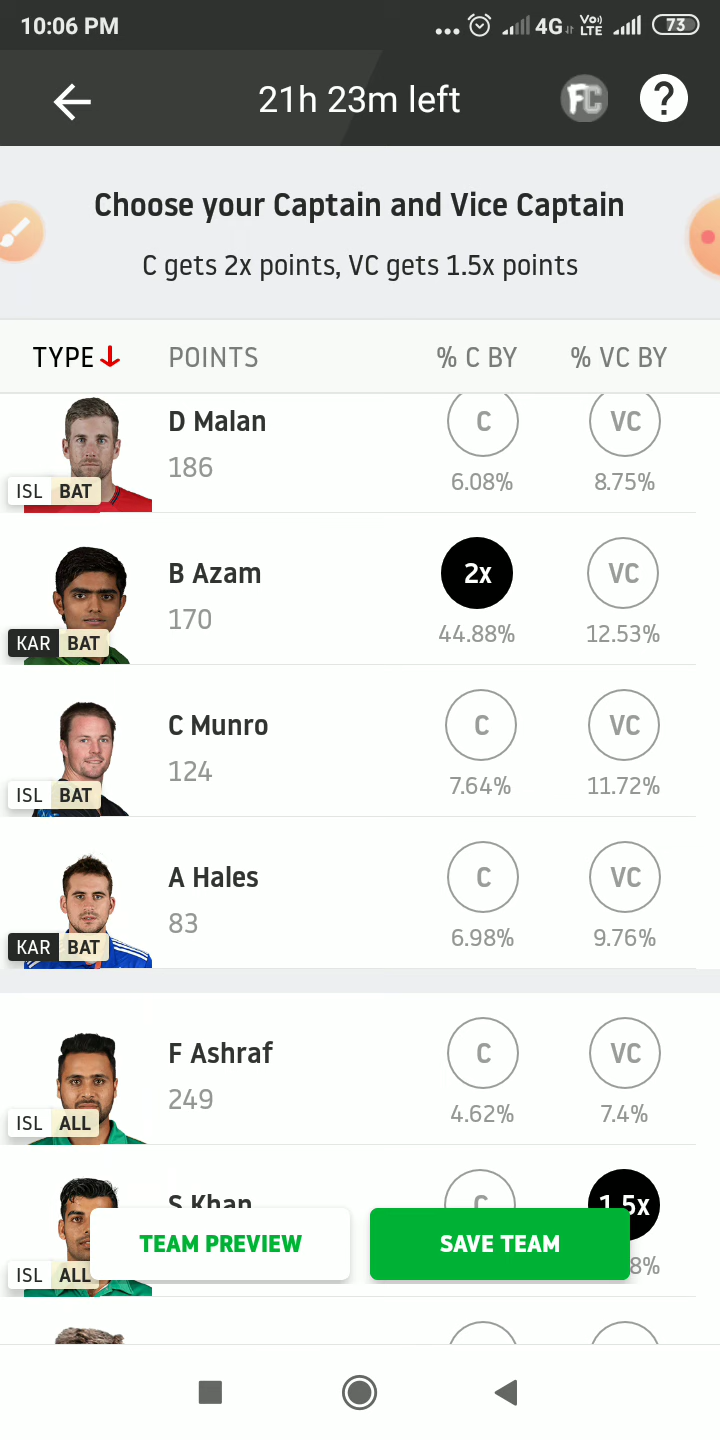 10:06 PM 4G Vo) LTE 73
21h 23m left FC ?
Choose your Captain and Vice Captain
C gets 2x points, VC gets 1.5x points
TYPE POINTS % C BY % VC BY
D Malan C VC
186 6.08% 8.75%
ISL BAT
B Azam 2x VC
170 44.88% 12.53%
KAR BAT
C Munro C VC
124 7.64% 11.72%
ISL BAT
A Hales C VC
83 6.98% 9.76%
KAR BAT
F Ashraf C VC
249 4.62% 7.4%
ISL ALL
S Khan C 1.5x
TEAM PREVIEW SAVE TEAM
ISL ALL 8%